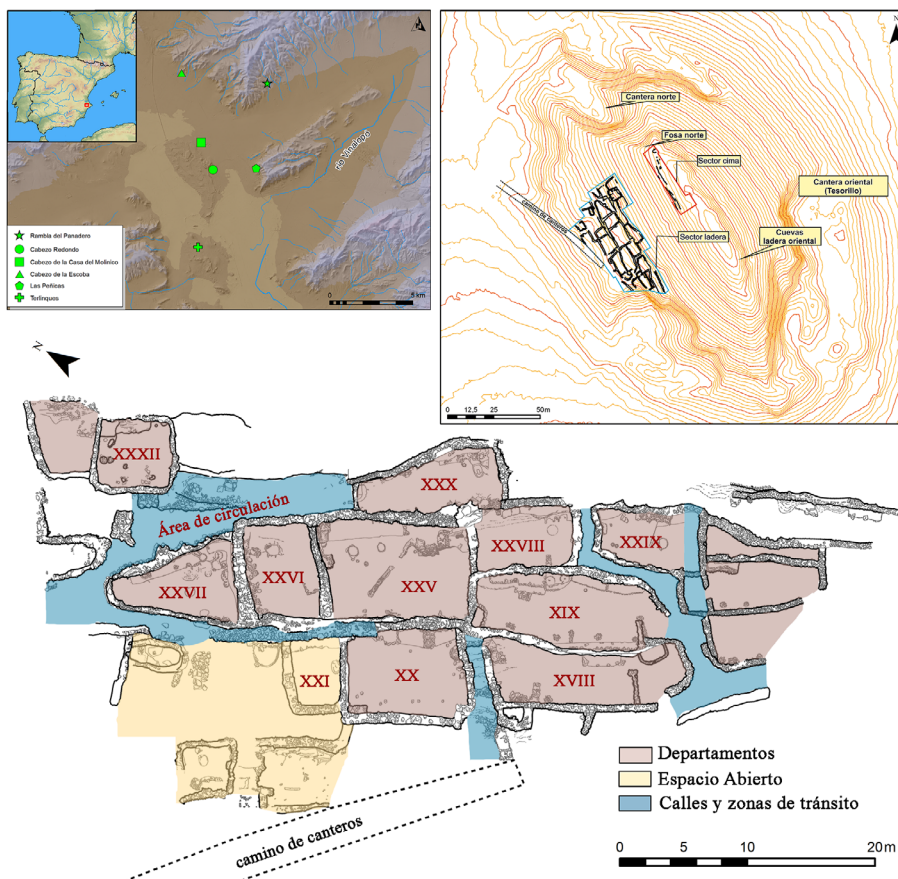 N
río Vinalopó
Rambla del Panadero
Cabezo Redondo
Cabezo de la Casa del Molinico
Cabezo de la Escoba
Las Peñicas
Terlinques
0 5 km
N
Cantera norte
Fosa norte
Sector cima
Cantera oriental
(Tesorillo)
Cuevas
ladera oriental
Sector ladera
camino de canteros
0 12,5 25 50m
N
XXXII
XXX
Área de circulación
XXVIII
XXIX
XXVII
XXVI
XXV
XIX
XXI
XX
XVIII
Departamentos
Espacio Abierto
Calles y zonas de tránsito
camino de canteros
0 5 10 20m